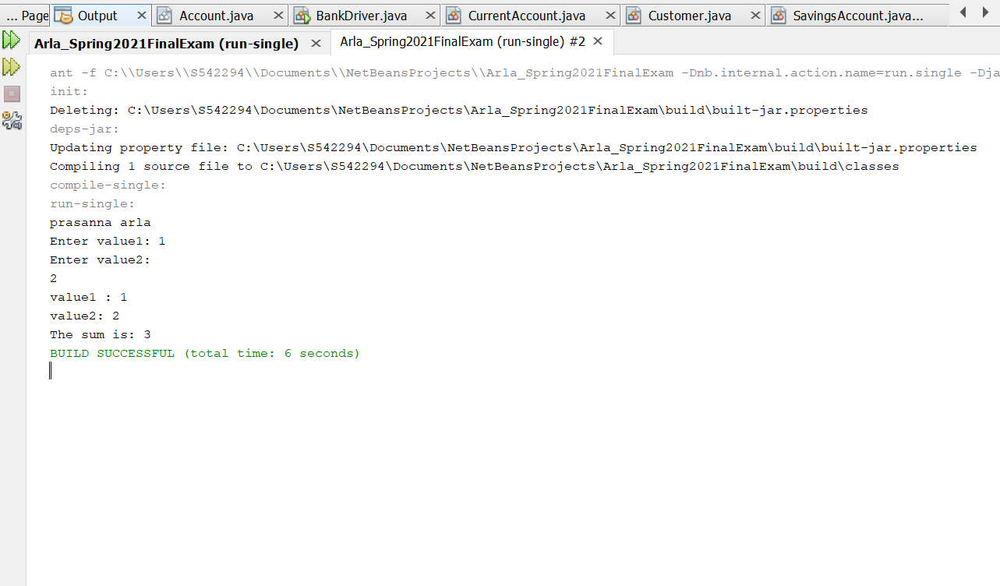 ... Page Output Account.java BankDriver.java CurrentAccount.java Customer.java SavingsAccount.java...
Arla_Spring2021FinalExam (run-single) Arla_Spring2021FinalExam (run-single) #2
ant -f C:\\Users\\S542294\\Documents\\NetBeansProjects\\Arla_Spring2021FinalExam -Dnb.internal.action.name=run.single -Dja
init:
Deleting: C:\Users\S542294\Documents\NetBeansProjects\Arla_Spring2021FinalExam\build\built-jar.properties
deps-jar:
Updating property file: C:\Users\S542294\Documents\NetBeansProjects\Arla_Spring2021FinalExam\build\built-jar.properties
Compiling 1 source file to C:\Users\S542294\Documents\NetBeansProjects\Arla_Spring2021FinalExam\build\classes
compile-single:
run-single:
prasanna arla
Enter value1: 1
Enter value2:
2
value1 : 1
value2: 2
The sum is: 3
BUILD SUCCESSFUL (total time: 6 seconds)